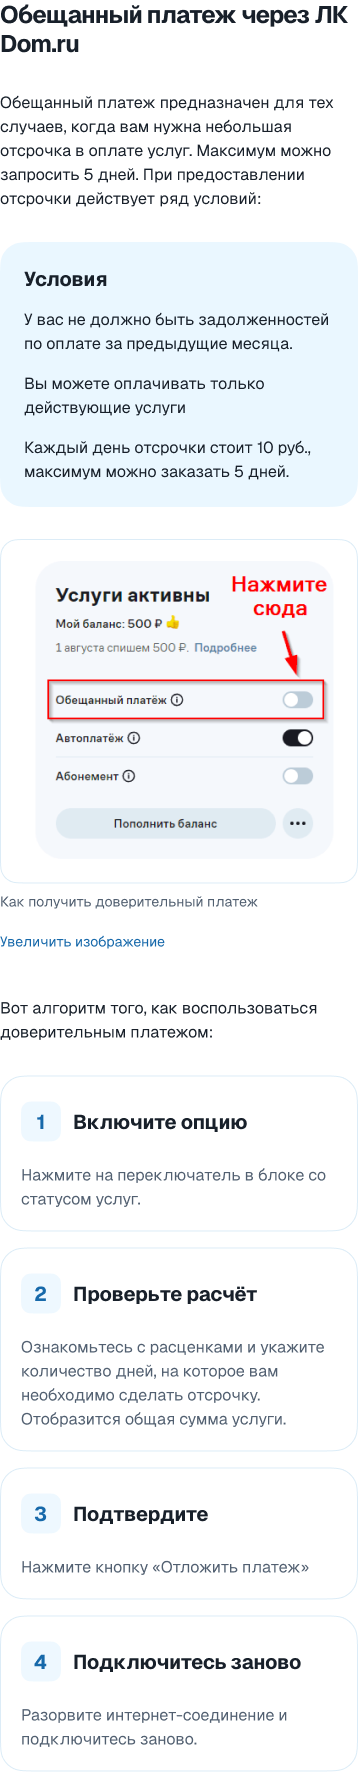 Обещанный платеж через ЛК
Dom.ru
Обещанный платеж предназначен для тех
случаев, когда вам нужна небольшая
отсрочка в оплате услуг. Максимум можно
запросить 5 дней. При предоставлении
отсрочки действует ряд условий:
Условия
У вас не должно быть задолженностей
по оплате за предыдущие месяца.
Вы можете оплачивать только
действующие услуги
Каждый день отсрочки стоит 10 руб.,
максимум можно заказать 5 дней.
Нажмите
сюда
Услуги активны
Мой баланс: 500 ₽ 👍
1 августа спишем 500 ₽. Подробнее
Обещанный платёж
Автоплатёж
Абонемент
Пополнить баланс
Как получить доверительный платеж
Увеличить изображение
Вот алгоритм того, как воспользоваться
доверительным платежом:
1 Включите опцию
Нажмите на переключатель в блоке со
статусом услуг.
2 Проверьте расчёт
Ознакомьтесь с расценками и укажите
количество дней, на которое вам
необходимо сделать отсрочку.
Отобразится общая сумма услуги.
3 Подтвердите
Нажмите кнопку «Отложить платеж»
4 Подключитесь заново
Разорвите интернет-соединение и
подключитесь заново.